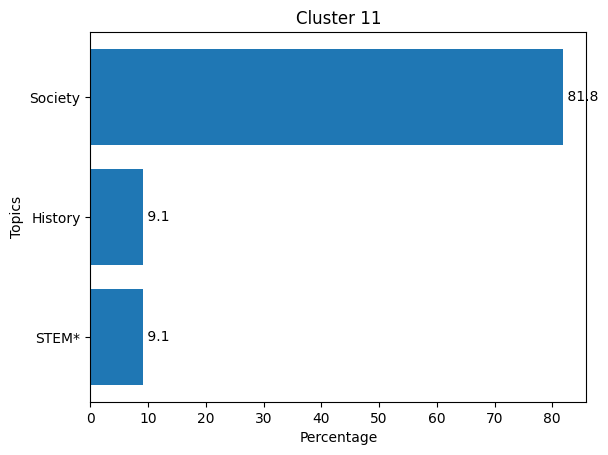 Cluster 11
Society
81.8
History
9.1
STEM*
9.1
Topics
0 10 20 30 40 50 60 70 80
Percentage